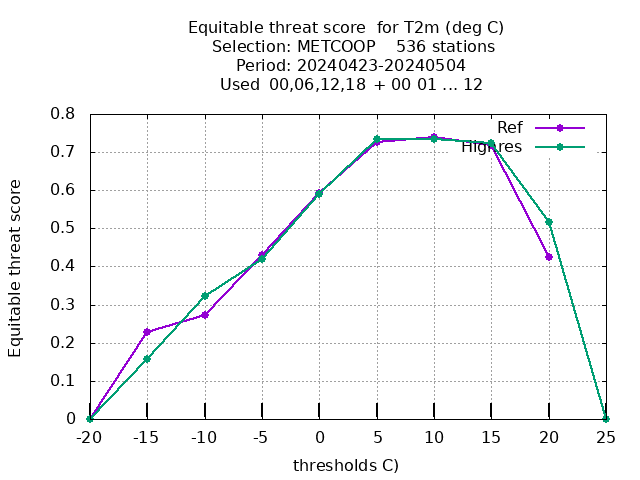 Equitable threat score  for T2m (deg C)
Selection: METCOOP    536 stations
Period: 20240423-20240504
Used  00,06,12,18  + 00 01 ... 12
Ref
Highres
Equitable threat score
0.8
0.7
0.6
0.5
0.4
0.3
0.2
0.1
0
-20 -15 -10 -5 0 5 10 15 20 25
thresholds C)